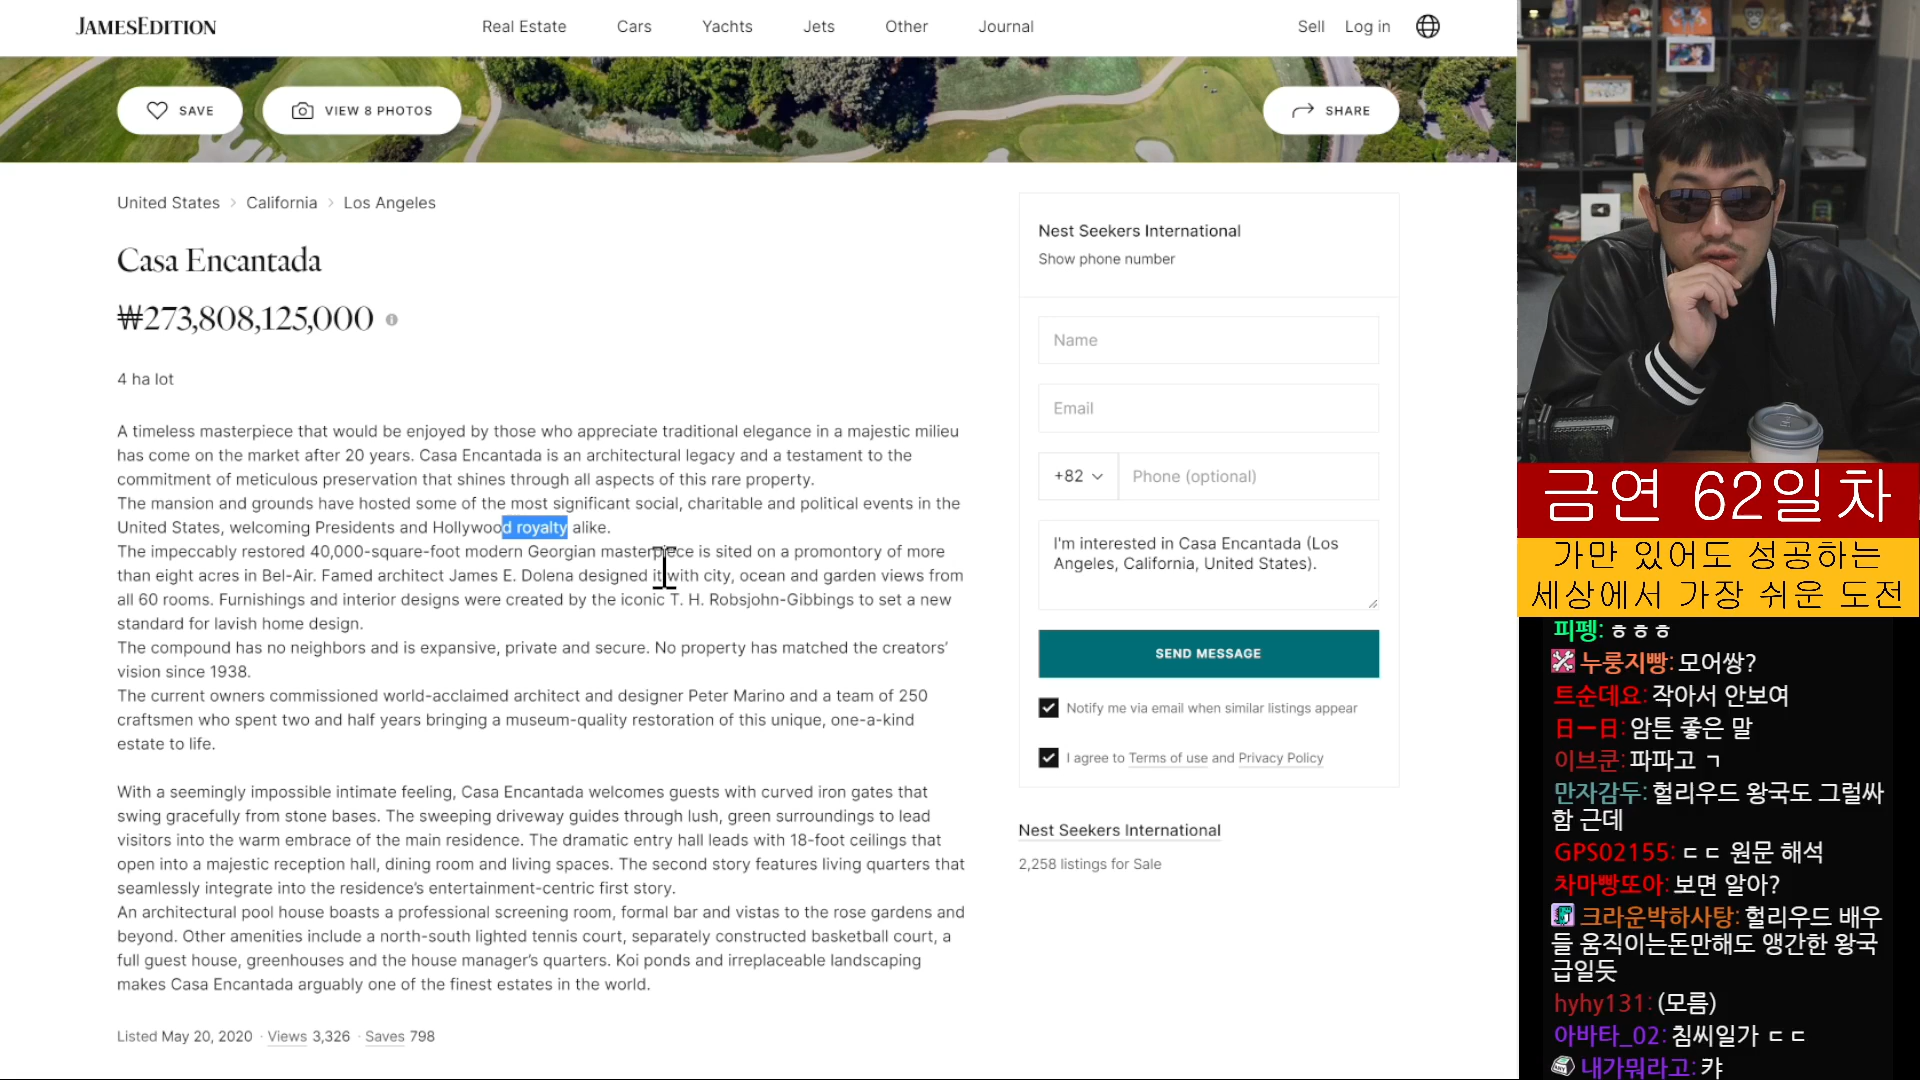 JAMESEDITION
Real Estate
Cars
Yachts
Jets
Other
Journal
Sell
Log in
SAVE
VIEW 8 PHOTOS
SHARE
United States > California > Los Angeles
Casa Encantada
₩273,808,125,000
4 ha lot
A timeless masterpiece that would be enjoyed by those who appreciate traditional elegance in a majestic milieu
has come on the market after 20 years. Casa Encantada is an architectural legacy and a testament to the
commitment of meticulous preservation that shines through all aspects of this rare property.
The mansion and grounds have hosted some of the most significant social, charitable and political events in the
United States, welcoming Presidents and Hollywood royalty alike.
The impeccably restored 40,000-square-foot modern Georgian masterpiece is sited on a promontory of more
than eight acres in Bel-Air. Famed architect James E. Dolena designed it with city, ocean and garden views from
all 60 rooms. Furnishings and interior designs were created by the iconic T. H. Robsjohn-Gibbings to set a new
standard for lavish home design.
The compound has no neighbors and is expansive, private and secure. No property has matched the creators’
vision since 1938.
The current owners commissioned world-acclaimed architect and designer Peter Marino and a team of 250
craftsmen who spent two and half years bringing a museum-quality restoration of this unique, one-a-kind
estate to life.
With a seemingly impossible intimate feeling, Casa Encantada welcomes guests with curved iron gates that
swing gracefully from stone bases. The sweeping driveway guides through lush, green surroundings to lead
visitors into the warm embrace of the main residence. The dramatic entry hall leads with 18-foot ceilings that
open into a majestic reception hall, dining room and living spaces. The second story features living quarters that
seamlessly integrate into the residence’s entertainment-centric first story.
An architectural pool house boasts a professional screening room, formal bar and vistas to the rose gardens and
beyond. Other amenities include a north-south lighted tennis court, separately constructed basketball court, a
full guest house, greenhouses and the house manager’s quarters. Koi ponds and irreplaceable landscaping
makes Casa Encantada arguably one of the finest estates in the world.
Listed May 20, 2020 · Views 3,326 · Saves 798
Nest Seekers International
Show phone number
Name
Email
+82
Phone (optional)
I'm interested in Casa Encantada (Los
Angeles, California, United States).
SEND MESSAGE
Notify me via email when similar listings appear
I agree to Terms of use and Privacy Policy
Nest Seekers International
2,258 listings for Sale
금연 62일차
가만 있어도 성공하는
세상에서 가장 쉬운 도전
피펭: ㅎㅎㅎ
누룽지빵: 모어쌍?
트순데요: 작아서 안보여
日一日: 암튼 좋은 말
이브쿤: 파파고 ㄱ
만자감두: 헐리우드 왕국도 그럴싸
함 근데
GPS02155: ㄷㄷ 원문 해석
차마빵또아: 보면 알아?
크라운박하사탕: 헐리우드 배우
들 움직이는돈만해도 앵간한 왕국
급일듯
hyhy131: (모름)
아바타_02: 침씨일가 ㄷㄷ
내가뭐라고: 캬